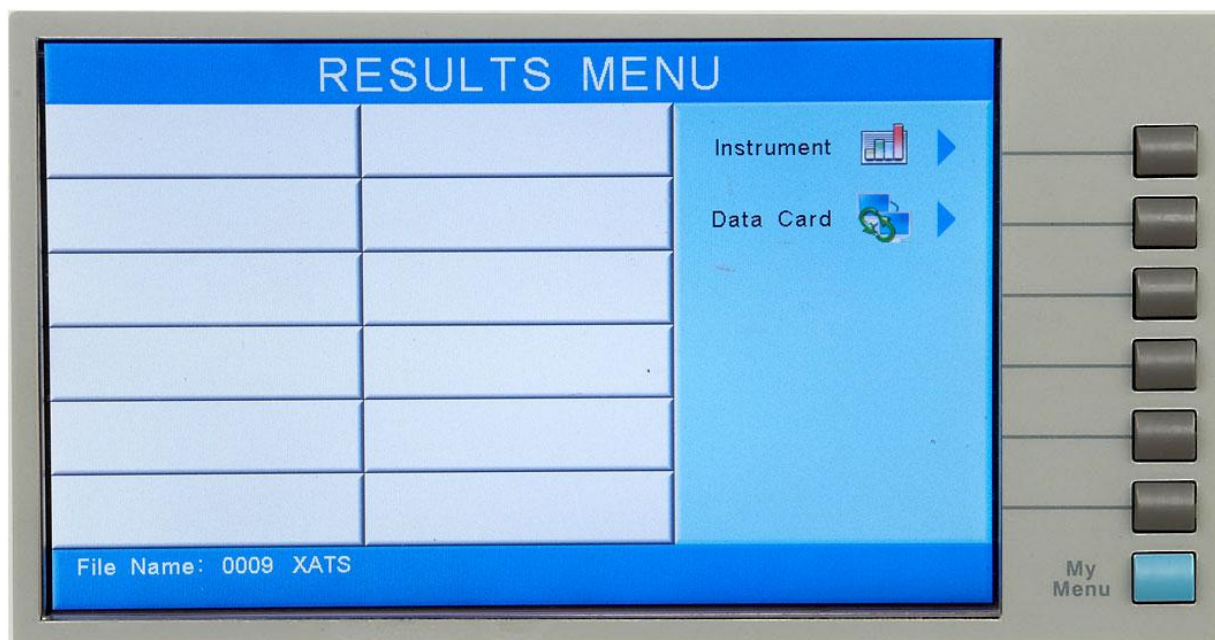 RESULTS MENU
Instrument
Data Card
File Name: 0009 XATS
My
Menu